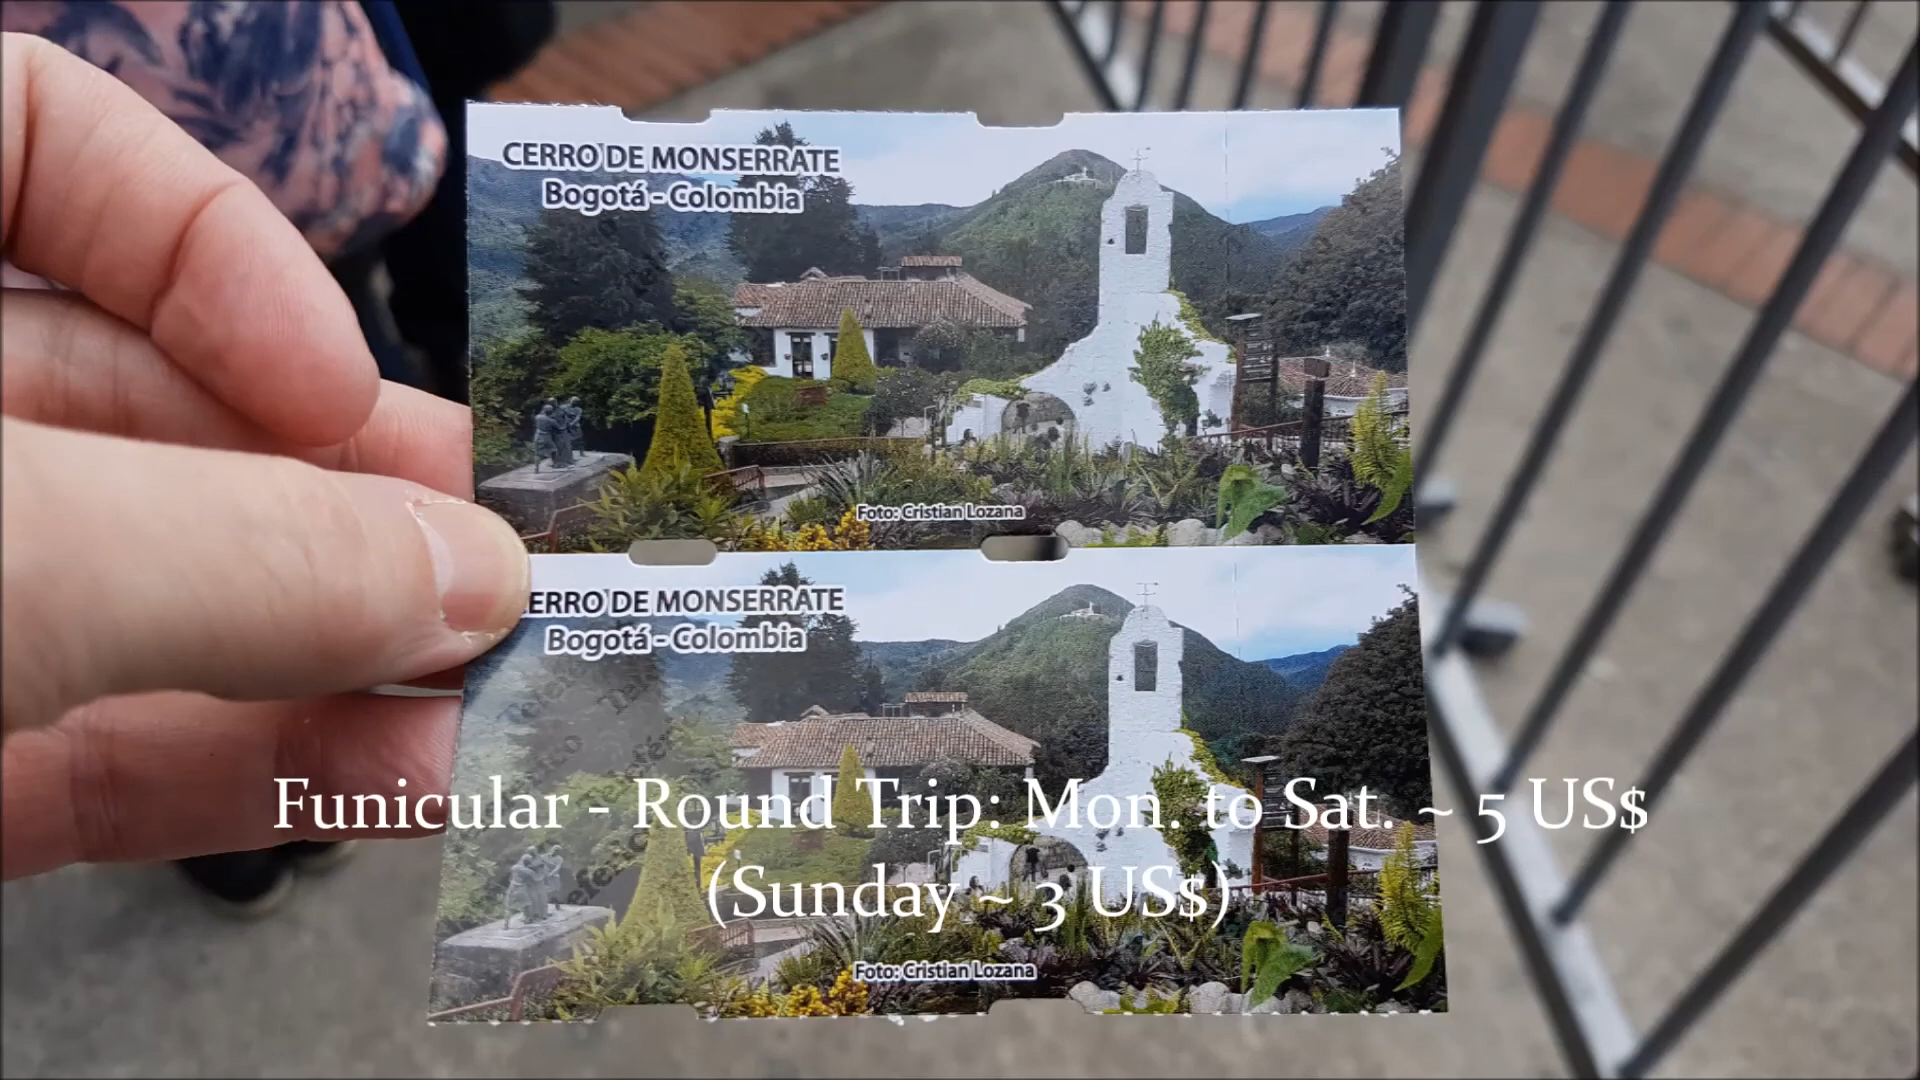 CERRO DE MONSERRATE
Bogotá - Colombia
Foto: Cristian Lozana
ERRO DE MONSERRATE
Bogotá - Colombia
Funicular - Round Trip: Mon. to Sat. ~ 5 US$
(Sunday ~ 3 US$)
Foto: Cristian Lozana